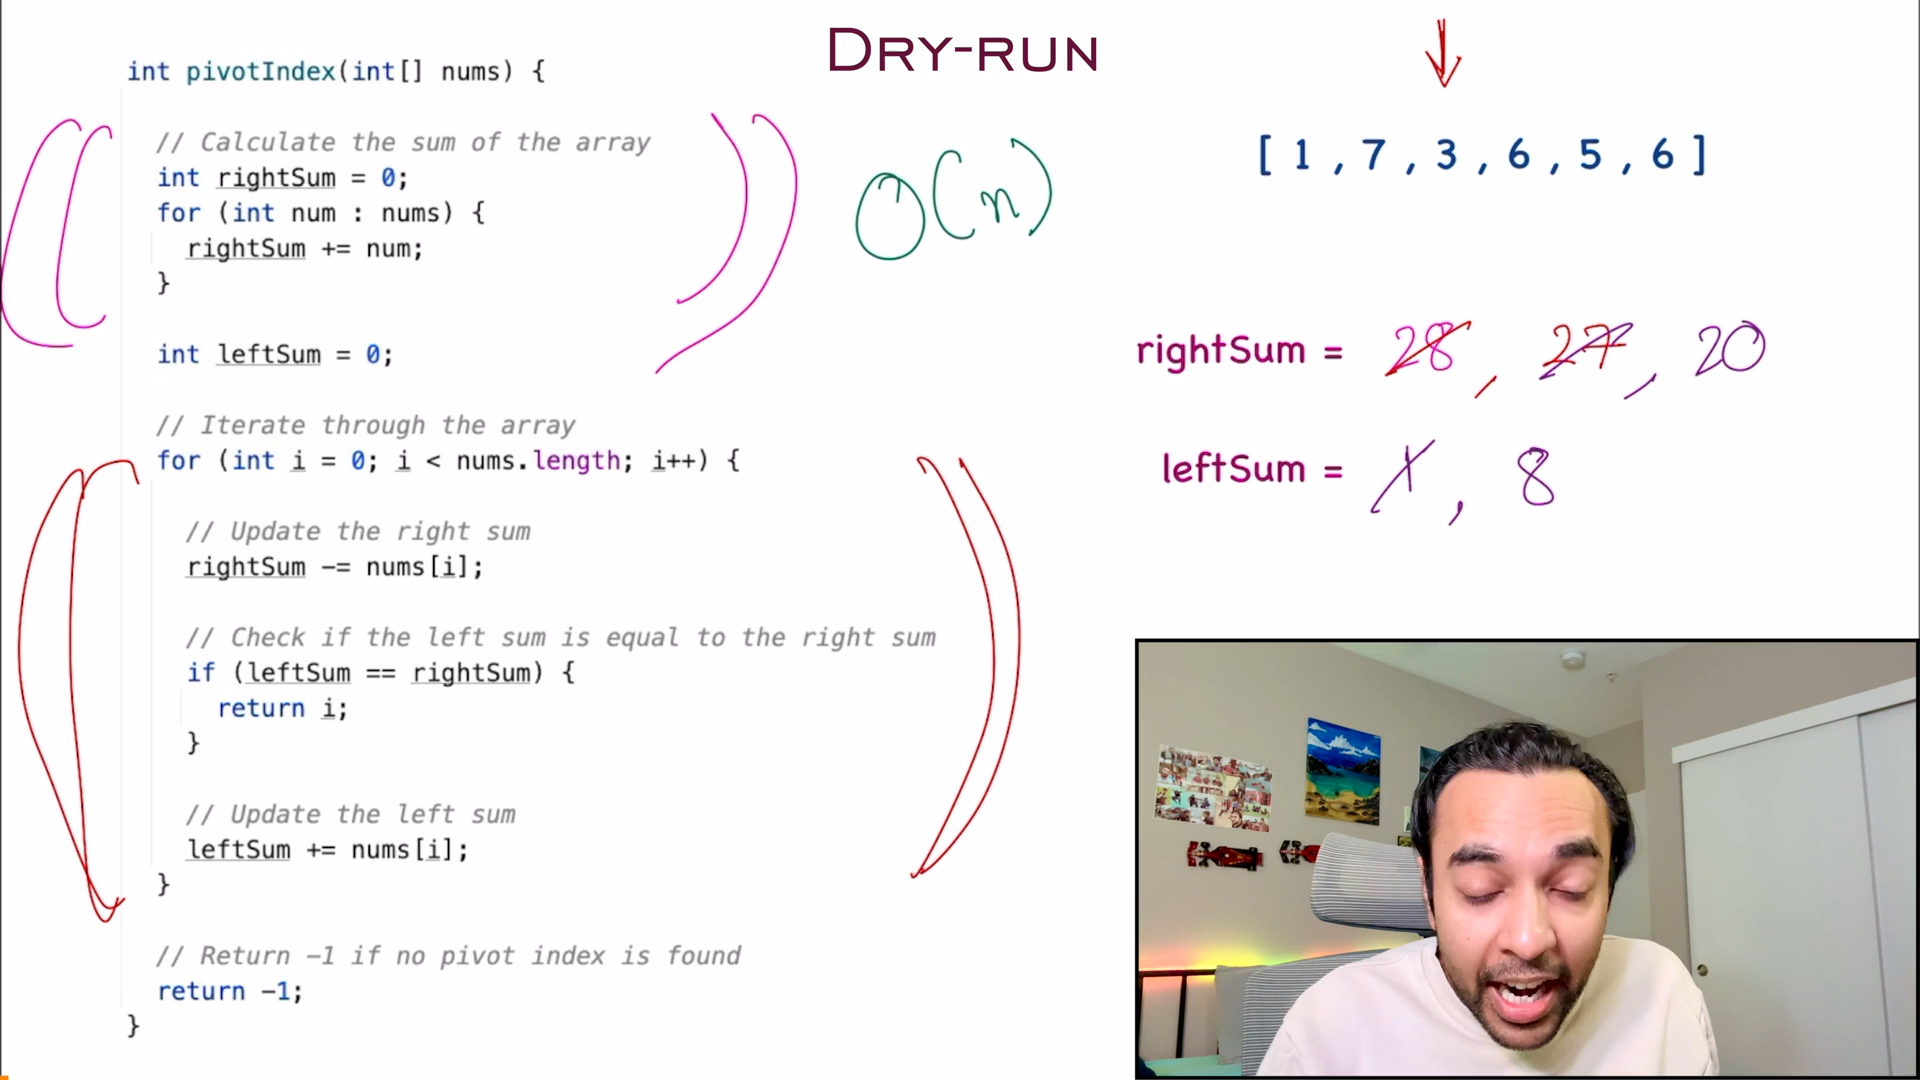 DRY-RUN
int pivotIndex(int[] nums) {
// Calculate the sum of the array
int rightSum = 0;
for (int num : nums) {
rightSum += num;
}
int leftSum = 0;
// Iterate through the array
for (int i = 0; i < nums.length; i++) {
// Update the right sum
rightSum -= nums[i];
// Check if the left sum is equal to the right sum
if (leftSum == rightSum) {
return i;
}
// Update the left sum
leftSum += nums[i];
}
// Return -1 if no pivot index is found
return -1;
}
O(n)
[ 1 , 7 , 3 , 6 , 5 , 6 ]
rightSum = 28 , 27 , 20
leftSum = 1 , 8